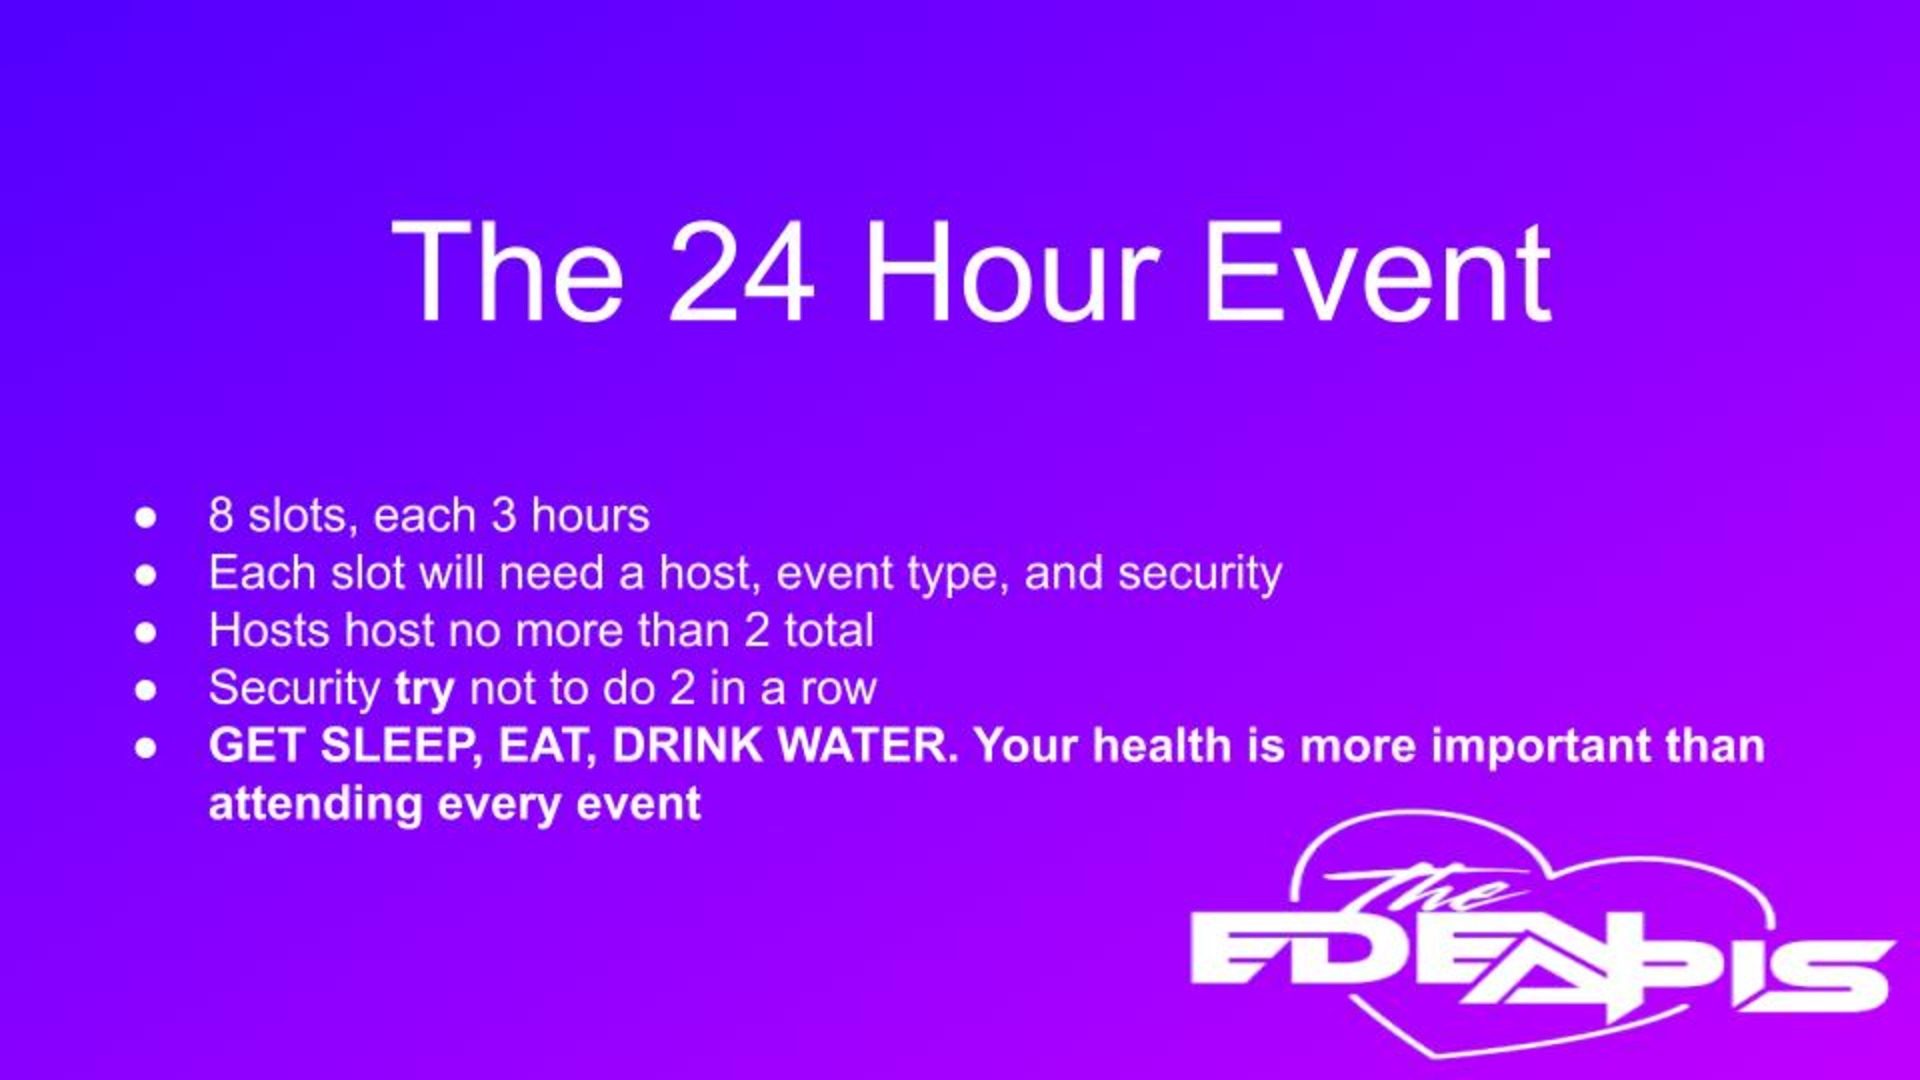 The 24 Hour Event
● 8 slots, each 3 hours
● Each slot will need a host, event type, and security
● Hosts host no more than 2 total
● Security try not to do 2 in a row
● GET SLEEP, EAT, DRINK WATER. Your health is more important than
attending every event
The